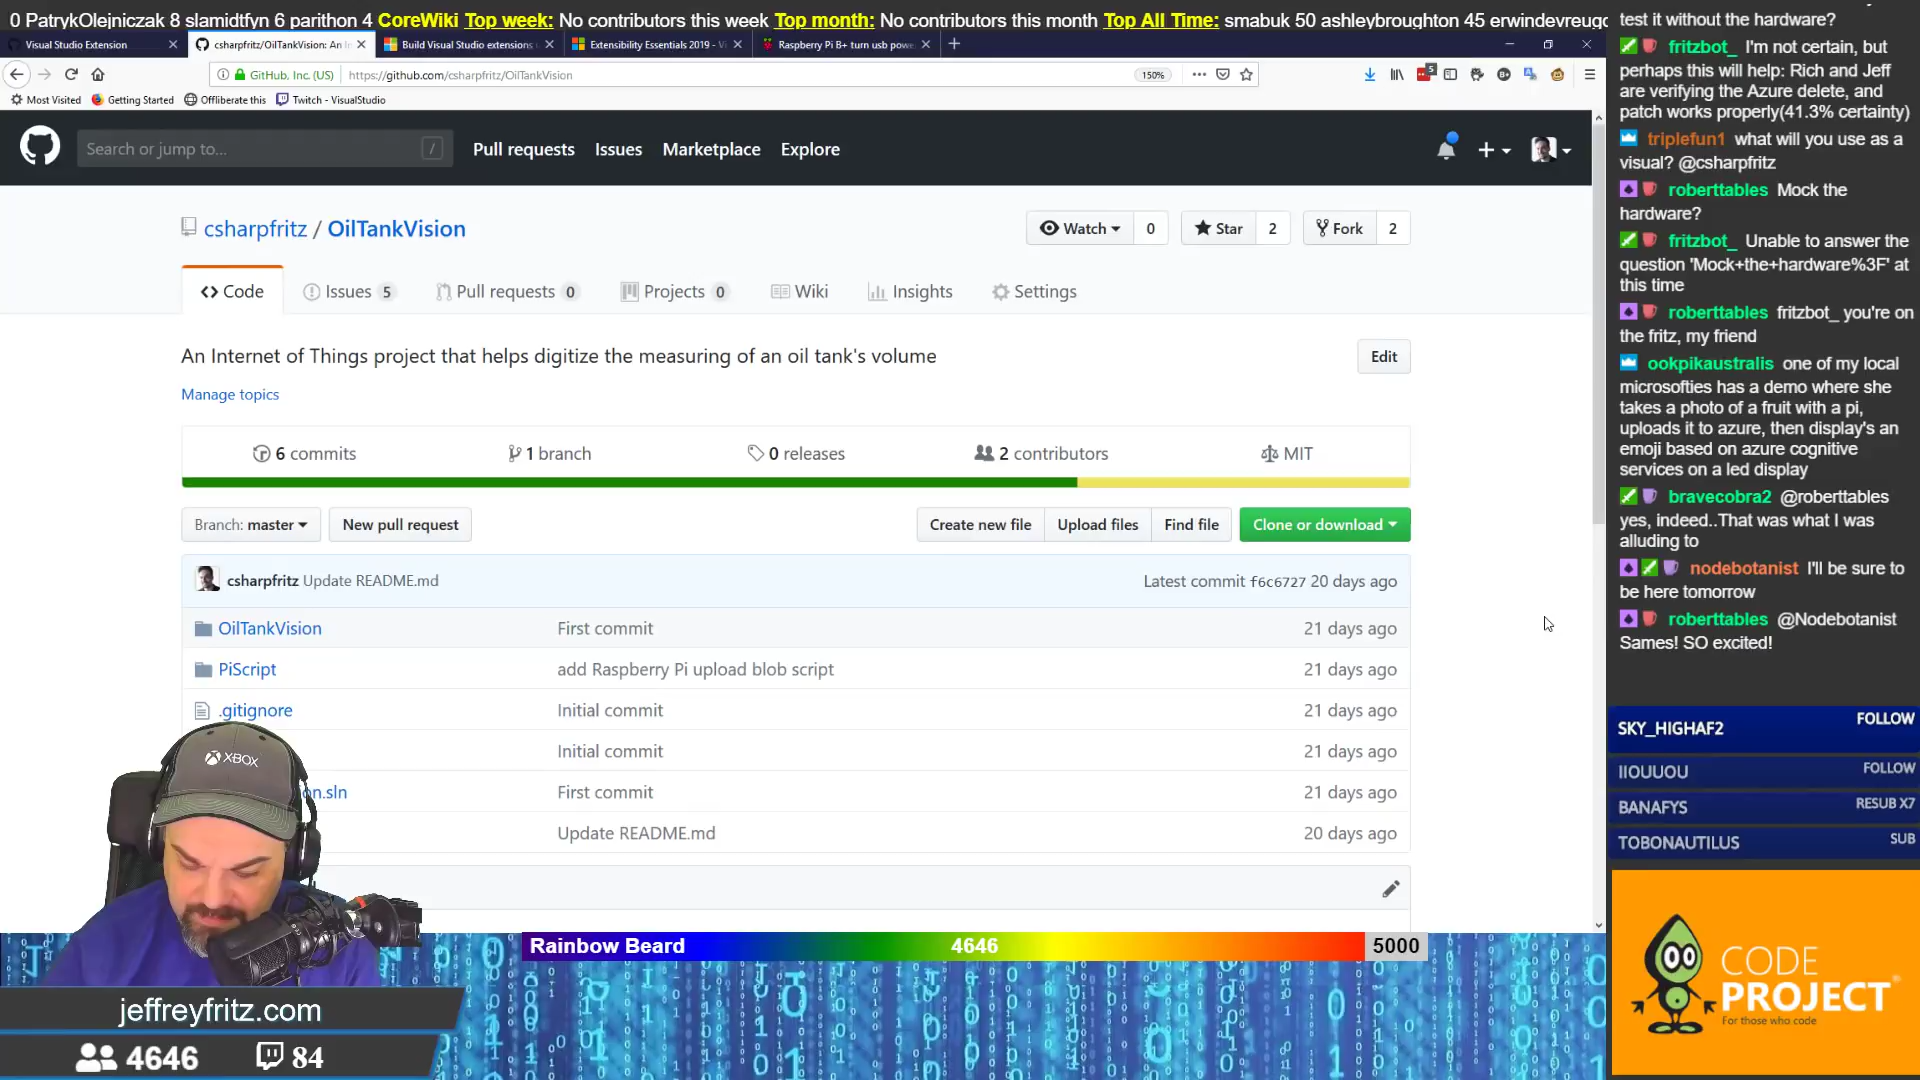 0 PatrykOlejniczak 8 slamidtfyn 6 parithon 4 CoreWiki Top week: No contributors this week Top month: No contributors this month Top All Time: smabuk 50 ashleybroughton 45
Visual Studio Extension
csharpfritz/OilTankVision: An
Build Visual Studio extensions
Extensibility Essentials 2019 -
Raspberry Pi B+ turn usb powe
GitHub, Inc. (US)
https://github.com/csharpfritz/OilTankVision
150%
5
Most Visited
Getting Started
Offliberate this
Twitch - VisualStudio
Search or jump to...
/
Pull requests
Issues
Marketplace
Explore
csharpfritz / OilTankVision
Watch
0
Star
2
Fork
2
Code
Issues 5
Pull requests 0
Projects 0
Wiki
Insights
Settings
An Internet of Things project that helps digitize the measuring of an oil tank's volume
Edit
Manage topics
6 commits
1 branch
0 releases
2 contributors
MIT
Branch: master
New pull request
Create new file
Upload files
Find file
Clone or download
csharpfritz Update README.md
Latest commit f6c6727 20 days ago
OilTankVision
First commit
21 days ago
PiScript
add Raspberry Pi upload blob script
21 days ago
.gitignore
Initial commit
21 days ago
Initial commit
21 days ago
on.sln
First commit
21 days ago
Update README.md
20 days ago
XBOX
Rainbow Beard
4646
5000
jeffreyfritz.com
4646
84
test it without the hardware?
fritzbot_ I'm not certain, but
perhaps this will help: Rich and Jeff
are verifying the Azure delete, and
patch works properly(41.3% certainty)
triplefun1 what will you use as a
visual? @csharpfritz
roberttables Mock the
hardware?
fritzbot_ Unable to answer the
question 'Mock+the+hardware%3F' at
this time
roberttables fritzbot_ you're on
the fritz, my friend
ookpikaustralis one of my local
microsofties has a demo where she
takes a photo of a fruit with a pi,
uploads it to azure, then display's an
emoji based on azure cognitive
services on a led display
bravecobra2 @roberttables
yes, indeed..That was what I was
alluding to
nodebotanist I'll be sure to
be here tomorrow
roberttables @Nodebotanist
Sames! SO excited!
SKY_HIGHAF2
FOLLOW
IIOUUOU
FOLLOW
BANAFYS
RESUB X7
TOBONAUTILUS
SUB
CODE
PROJECT
For those who code